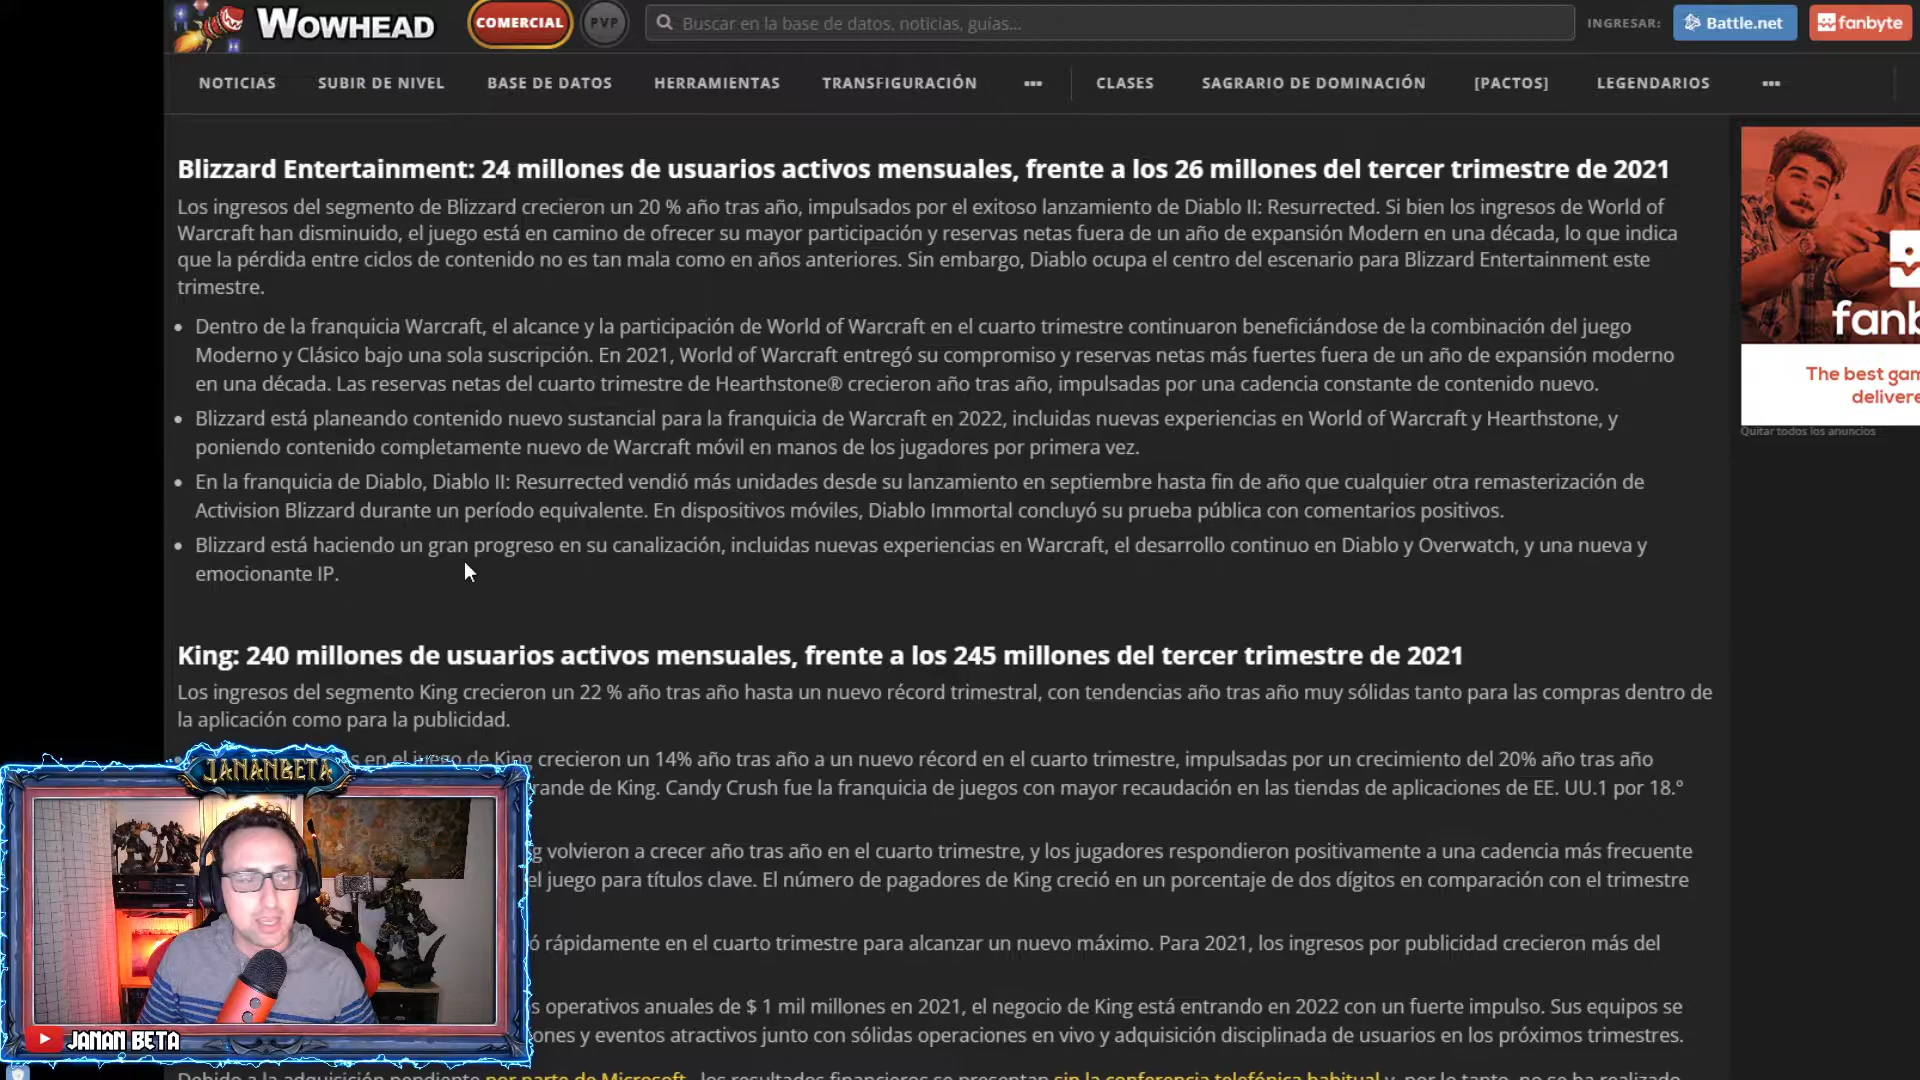 WOWHEAD
COMERCIAL
PVP
Buscar en la base de datos, noticias, guías...
INGRESAR:
Battle.net
fanbyte
NOTICIAS
SUBIR DE NIVEL
BASE DE DATOS
HERRAMIENTAS
TRANSFIGURACIÓN
CLASES
SAGRARIO DE DOMINACIÓN
[PACTOS]
LEGENDARIOS
Blizzard Entertainment: 24 millones de usuarios activos mensuales, frente a los 26 millones del tercer trimestre de 2021
Los ingresos del segmento de Blizzard crecieron un 20 % año tras año, impulsados por el exitoso lanzamiento de Diablo II: Resurrected. Si bien los ingresos de World of
Warcraft han disminuido, el juego está en camino de ofrecer su mayor participación y reservas netas fuera de un año de expansión Modern en una década, lo que indica
que la pérdida entre ciclos de contenido no es tan mala como en años anteriores. Sin embargo, Diablo ocupa el centro del escenario para Blizzard Entertainment este
trimestre.
• Dentro de la franquicia Warcraft, el alcance y la participación de World of Warcraft en el cuarto trimestre continuaron beneficiándose de la combinación del juego
Moderno y Clásico bajo una sola suscripción. En 2021, World of Warcraft entregó su compromiso y reservas netas más fuertes fuera de un año de expansión moderno
en una década. Las reservas netas del cuarto trimestre de Hearthstone® crecieron año tras año, impulsadas por una cadencia constante de contenido nuevo.
• Blizzard está planeando contenido nuevo sustancial para la franquicia de Warcraft en 2022, incluidas nuevas experiencias en World of Warcraft y Hearthstone, y
poniendo contenido completamente nuevo de Warcraft móvil en manos de los jugadores por primera vez.
• En la franquicia de Diablo, Diablo II: Resurrected vendió más unidades desde su lanzamiento en septiembre hasta fin de año que cualquier otra remasterización de
Activision Blizzard durante un período equivalente. En dispositivos móviles, Diablo Immortal concluyó su prueba pública con comentarios positivos.
• Blizzard está haciendo un gran progreso en su canalización, incluidas nuevas experiencias en Warcraft, el desarrollo continuo en Diablo y Overwatch, y una nueva y
emocionante IP.
fanb
The best gam
delivere
Quitar todos los anuncios
King: 240 millones de usuarios activos mensuales, frente a los 245 millones del tercer trimestre de 2021
Los ingresos del segmento King crecieron un 22 % año tras año hasta un nuevo récord trimestral, con tendencias año tras año muy sólidas tanto para las compras dentro de
la aplicación como para la publicidad.
s en el juego de King crecieron un 14% año tras año a un nuevo récord en el cuarto trimestre, impulsadas por un crecimiento del 20% año tras año
rande de King. Candy Crush fue la franquicia de juegos con mayor recaudación en las tiendas de aplicaciones de EE. UU.1 por 18.º
g volvieron a crecer año tras año en el cuarto trimestre, y los jugadores respondieron positivamente a una cadencia más frecuente
el juego para títulos clave. El número de pagadores de King creció en un porcentaje de dos dígitos en comparación con el trimestre
ó rápidamente en el cuarto trimestre para alcanzar un nuevo máximo. Para 2021, los ingresos por publicidad crecieron más del
s operativos anuales de $ 1 mil millones en 2021, el negocio de King está entrando en 2022 con un fuerte impulso. Sus equipos se
ones y eventos atractivos junto con sólidas operaciones en vivo y adquisición disciplinada de usuarios en los próximos trimestres.
Debido a la adquisición pendiente por parte de Microsoft, los resultados financieros se presentan sin la conferencia telefónica habitual y, por lo tanto, no se ha realizado
JANANBETA
JANAN BETA